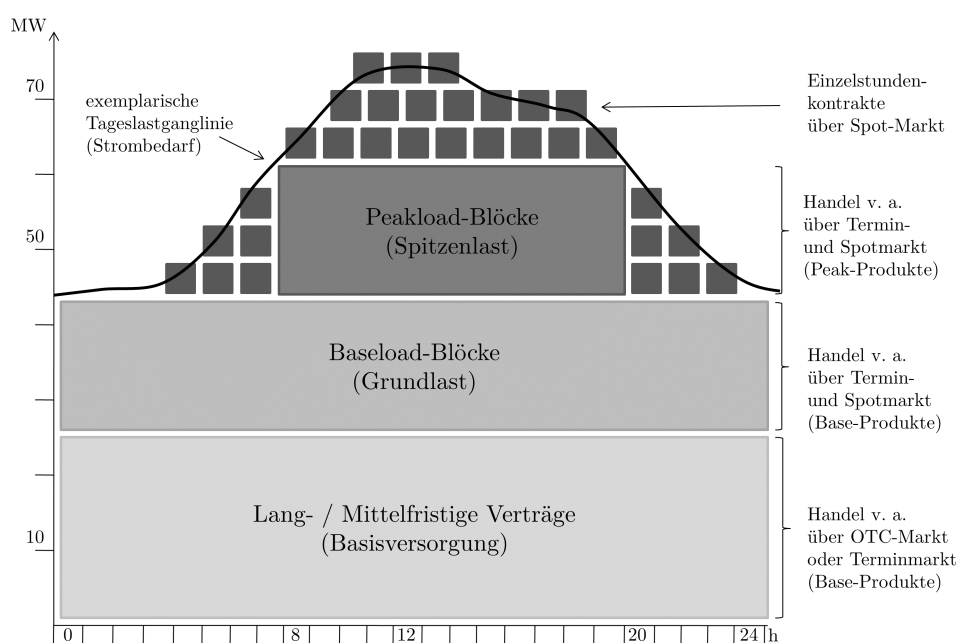 MW
70
50
10
exemplarische
Tageslastganglinie
(Strombedarf)
Einzelstunden-
kontrakte
über Spot-Markt
Peakload-Blöcke
(Spitzenlast)
Handel v. a.
über Termin-
und Spotmarkt
(Peak-Produkte)
Baseload-Blöcke
(Grundlast)
Handel v. a.
über Termin-
und Spotmarkt
(Base-Produkte)
Lang- / Mittelfristige Verträge
(Basisversorgung)
Handel v. a.
über OTC-Markt
oder Terminmarkt
(Base-Produkte)
0 8 12 20 24 h